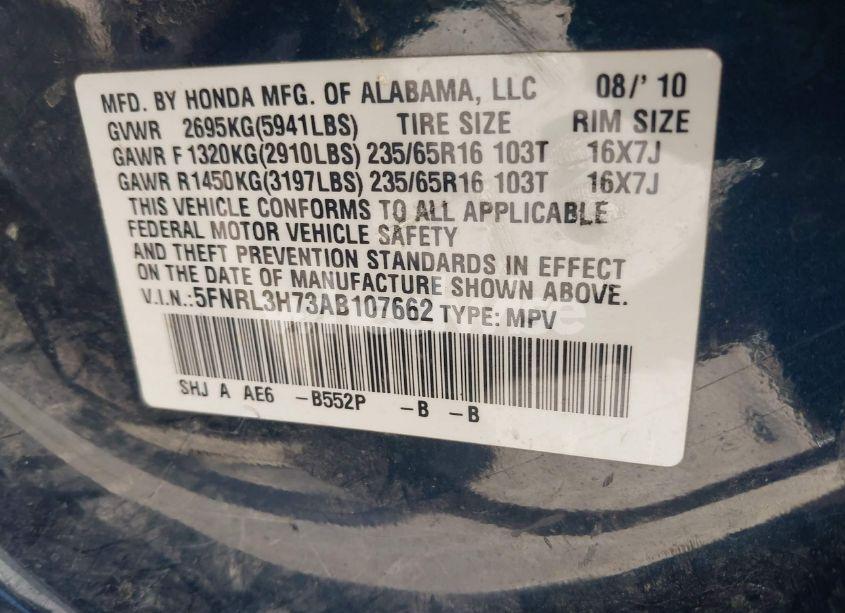 MFD. BY HONDA MFG. OF ALABAMA, LLC 08/' 10
GVWR 2695KG(5941LBS) TIRE SIZE RIM SIZE
GAWR F 1320KG(2910LBS) 235/65R16 103T 16X7J
GAWR R1450KG(3197LBS) 235/65R16 103T 16X7J
THIS VEHICLE CONFORMS TO ALL APPLICABLE
FEDERAL MOTOR VEHICLE SAFETY
AND THEFT PREVENTION STANDARDS IN EFFECT
ON THE DATE OF MANUFACTURE SHOWN ABOVE.
V.I.N.:5FNRL3H73AB107662 TYPE: MPV
SHJ A AE6 -B552P -B -B